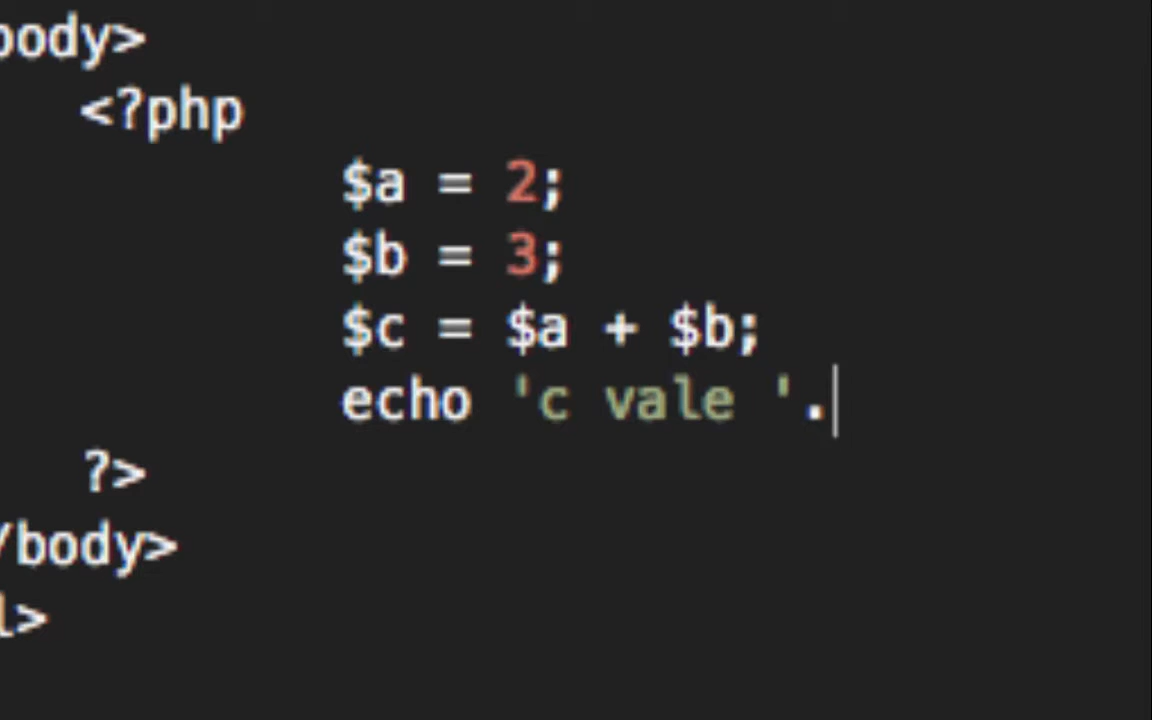 body>
<?php
$a = 2;
$b = 3;
$c = $a + $b;
echo 'c vale '.
?>
/body>
l>